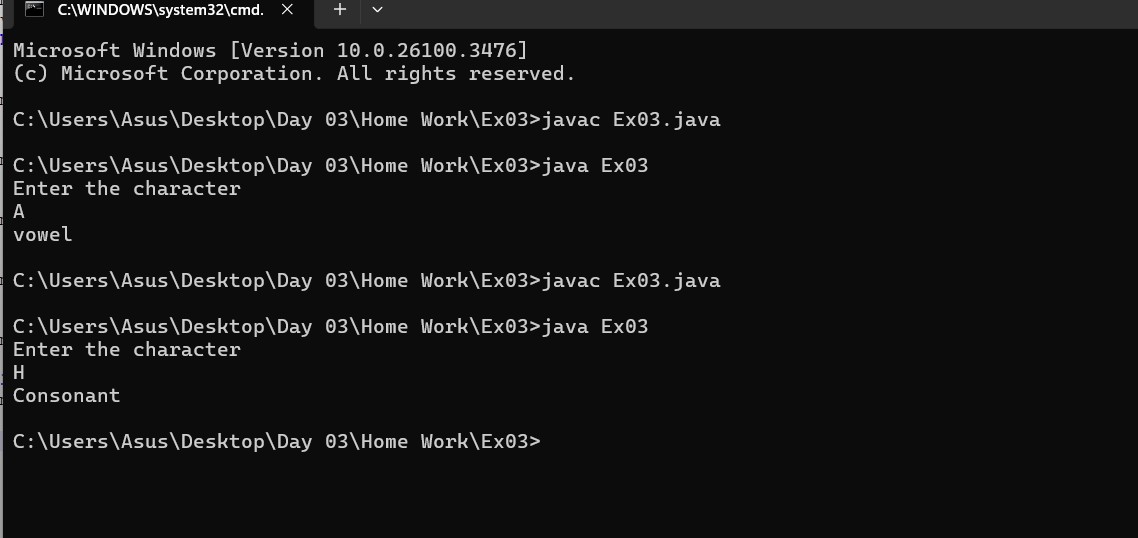 C:\WINDOWS\system32\cmd.
Microsoft Windows [Version 10.0.26100.3476]
(c) Microsoft Corporation. All rights reserved.
C:\Users\Asus\Desktop\Day 03\Home Work\Ex03>javac Ex03.java
C:\Users\Asus\Desktop\Day 03\Home Work\Ex03>java Ex03
Enter the character
A
vowel
C:\Users\Asus\Desktop\Day 03\Home Work\Ex03>javac Ex03.java
C:\Users\Asus\Desktop\Day 03\Home Work\Ex03>java Ex03
Enter the character
H
Consonant
C:\Users\Asus\Desktop\Day 03\Home Work\Ex03>